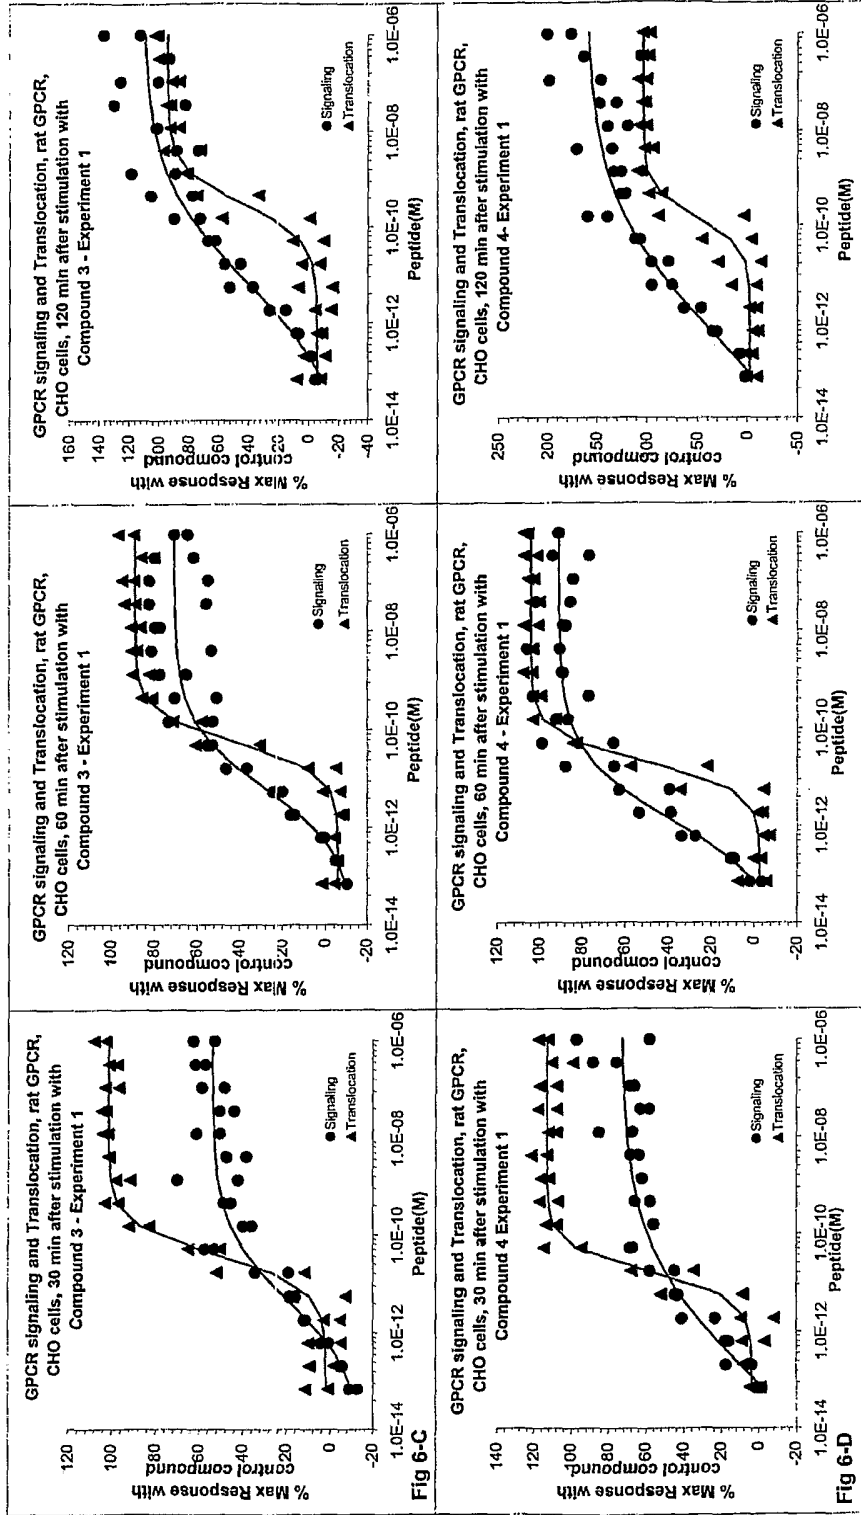 GPCR signaling and Translocation, rat GPCR,
CHO cells, 30 min after stimulation with
Compound 3 - Experiment 1
% Max Response with
control compound
120
100
80
60
40
20
0
-20
1.0E-14
1.0E-12
1.0E-10
1.0E-08
1.0E-06
Peptide(M)
Signaling
Translocation
Fig 6-C
GPCR signaling and Translocation, rat GPCR,
CHO cells, 60 min after stimulation with
Compound 3 - Experiment 1
% Max Response with
control compound
120
100
80
60
40
20
0
-20
1.0E-14
1.0E-12
1.0E-10
1.0E-08
1.0E-06
Peptide(M)
Signaling
Translocation
GPCR signaling and Translocation, rat GPCR,
CHO cells, 120 min after stimulation with
Compound 3 - Experiment 1
% Max Response with
control compound
160
140
120
100
80
60
40
20
0
-20
-40
1.0E-14
1.0E-12
1.0E-10
1.0E-08
1.0E-06
Peptide(M)
Signaling
Translocation
GPCR signaling and Translocation, rat GPCR,
CHO cells, 30 min after stimulation with
Compound 4 Experiment 1
% Max Response with
control compound
140
120
100
80
60
40
20
0
-20
1.0E-14
1.0E-12
1.0E-10
1.0E-08
1.0E-06
Peptide(M)
Signaling
Translocation
Fig 6-D
GPCR signaling and Translocation, rat GPCR,
CHO cells, 60 min after stimulation with
Compound 4 - Experiment 1
% Max Response with
control compound
120
100
80
60
40
20
0
-20
1.0E-14
1.0E-12
1.0E-10
1.0E-08
1.0E-06
Peptide(M)
Signaling
Translocation
GPCR signaling and Translocation, rat GPCR,
CHO cells, 120 min after stimulation with
Compound 4- Experiment 1
% Max Response with
control compound
250
200
150
100
50
0
-50
1.0E-14
1.0E-12
1.0E-10
1.0E-08
1.0E-06
Peptide(M)
Signaling
Translocation